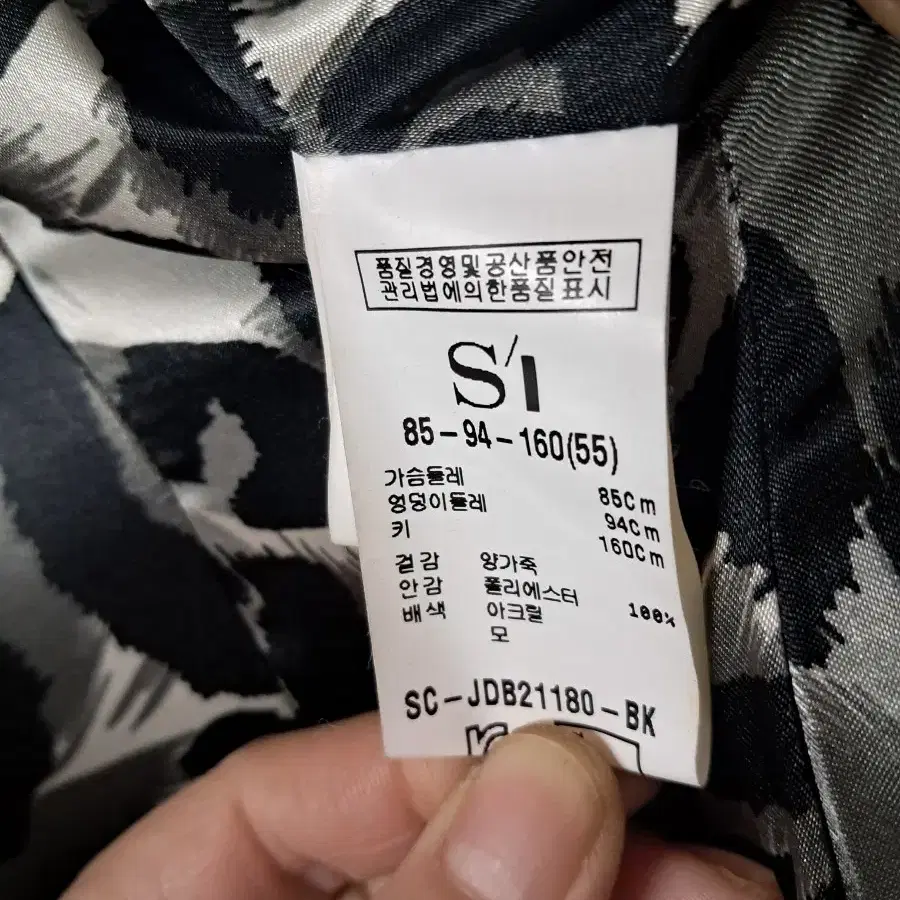 품질경영및공산품안전
관리법에의한품질표시
S'I
85-94-160(55)
가슴둘레 85Cm
엉덩이둘레 94Cm
키 160Cm
겉감 양가죽
안감 폴리에스터 100%
배색 아크릴
모
SC-JDB21180-BK